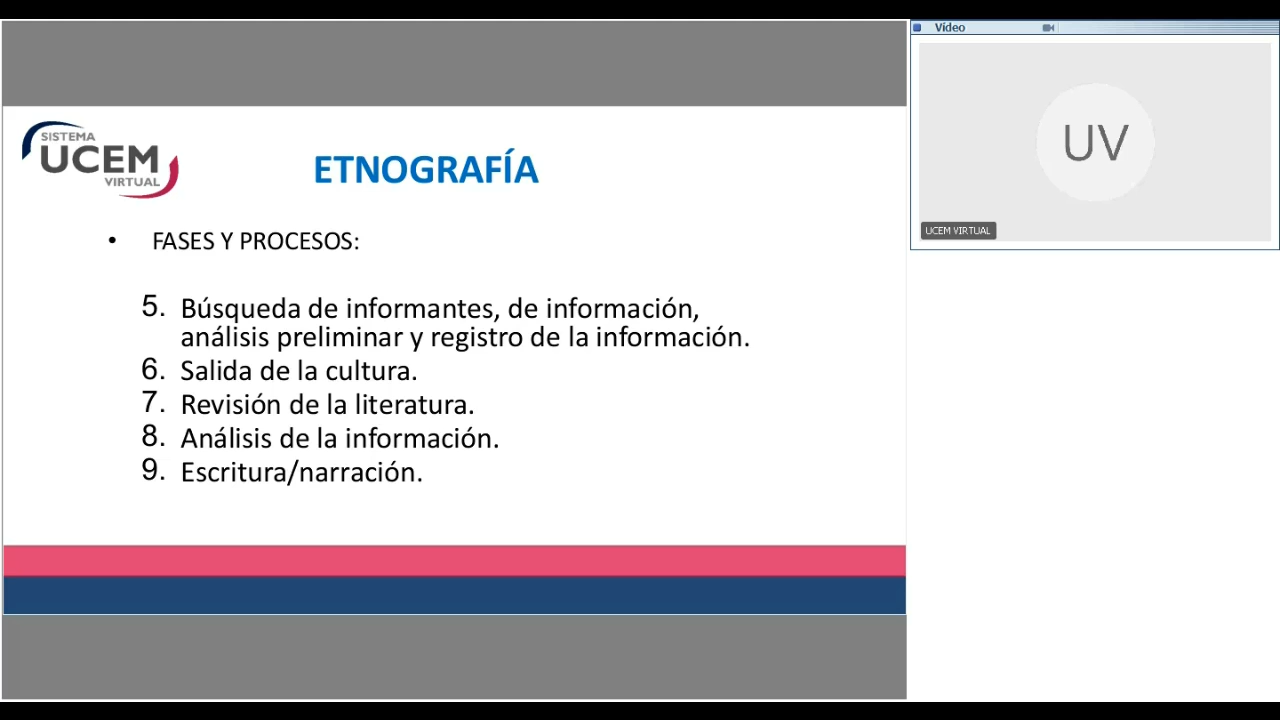 SISTEMA
UCEM
VIRTUAL
ETNOGRAFÍA
• FASES Y PROCESOS:
5. Búsqueda de informantes, de información,
análisis preliminar y registro de la información.
6. Salida de la cultura.
7. Revisión de la literatura.
8. Análisis de la información.
9. Escritura/narración.
Vídeo
UV
UCEM VIRTUAL